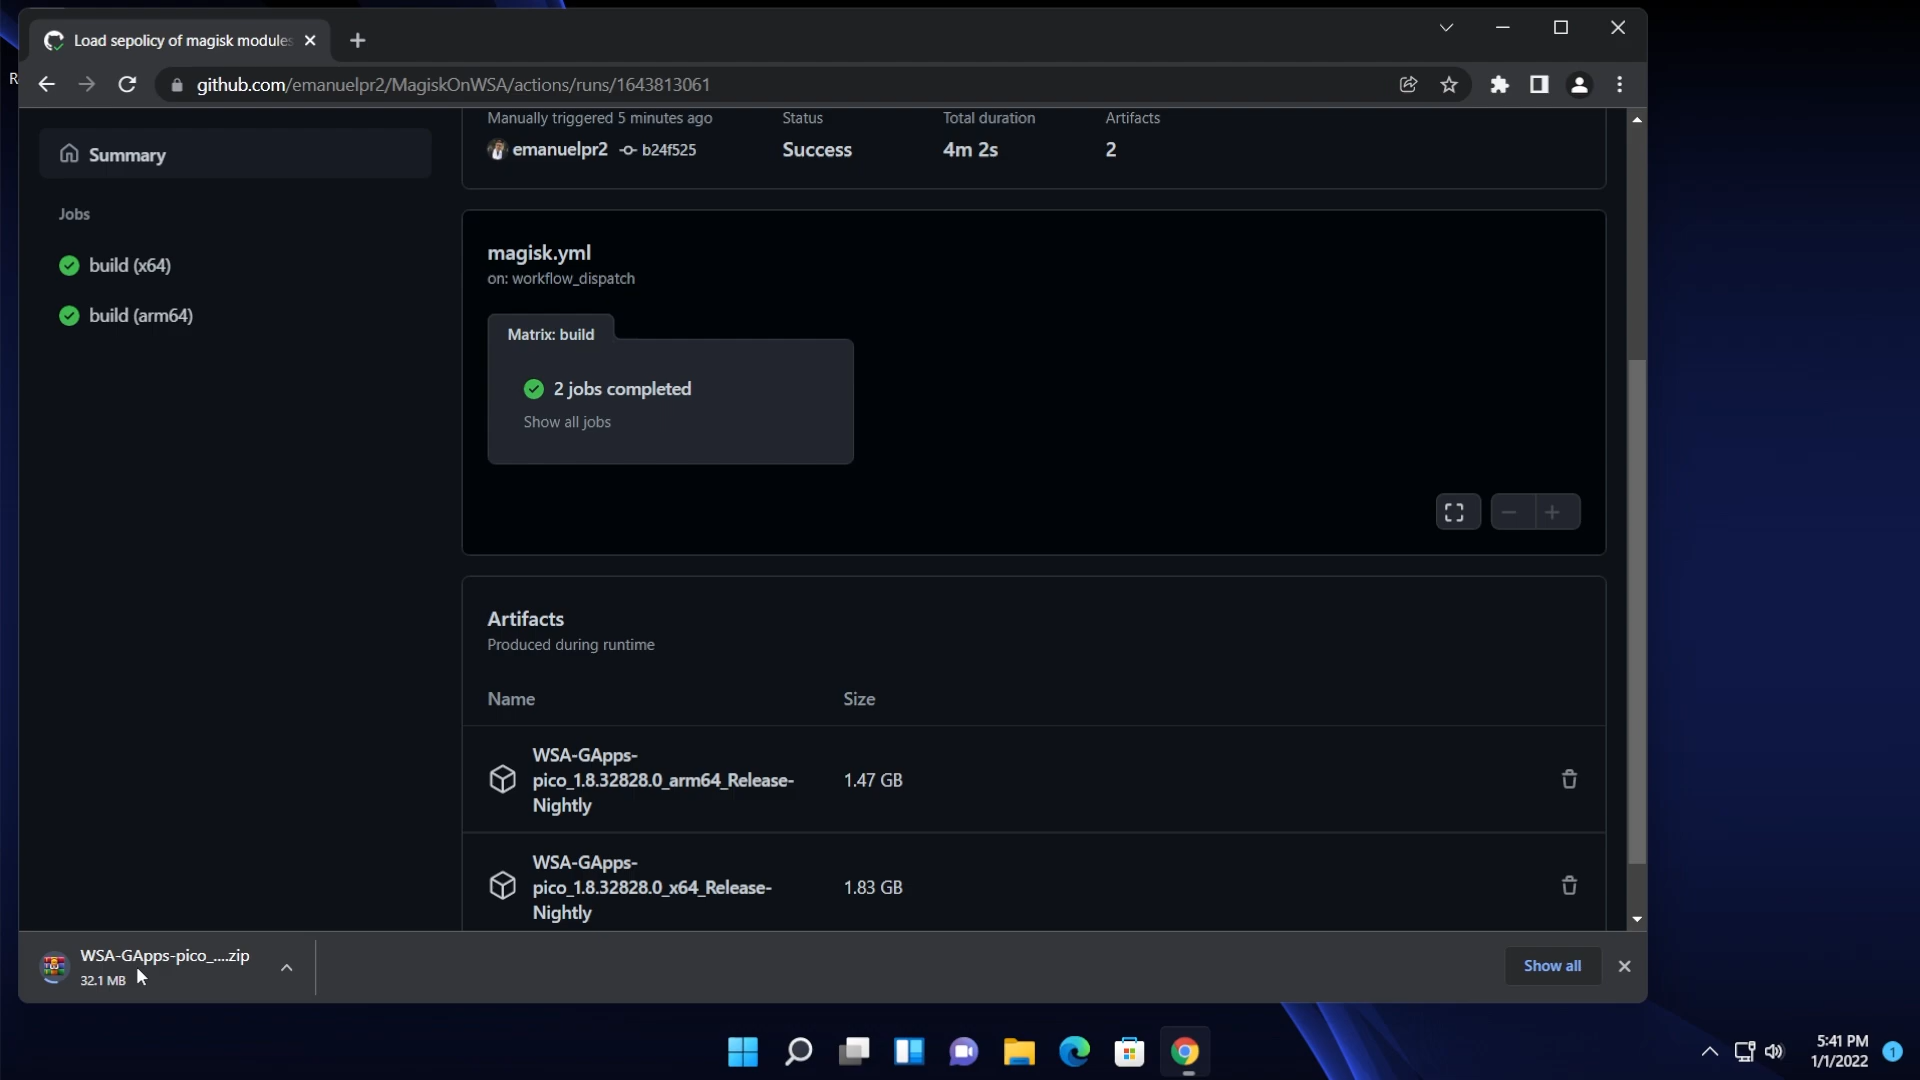 Load sepolicy of magisk modules
R
github.com/emanuelpr2/MagiskOnWSA/actions/runs/1643813061
Manually triggered 5 minutes ago
Status
Total duration
Artifacts
emanuelpr2
b24f525
Success
4m 2s
2
Summary
Jobs
build (x64)
build (arm64)
magisk.yml
on: workflow_dispatch
Matrix: build
2 jobs completed
Show all jobs
Artifacts
Produced during runtime
Name
Size
WSA-GApps-
pico_1.8.32828.0_arm64_Release-
Nightly
1.47 GB
WSA-GApps-
pico_1.8.32828.0_x64_Release-
Nightly
1.83 GB
WSA-GApps-pico_....zip
32.1 MB
Show all
5:41 PM
1/1/2022
1